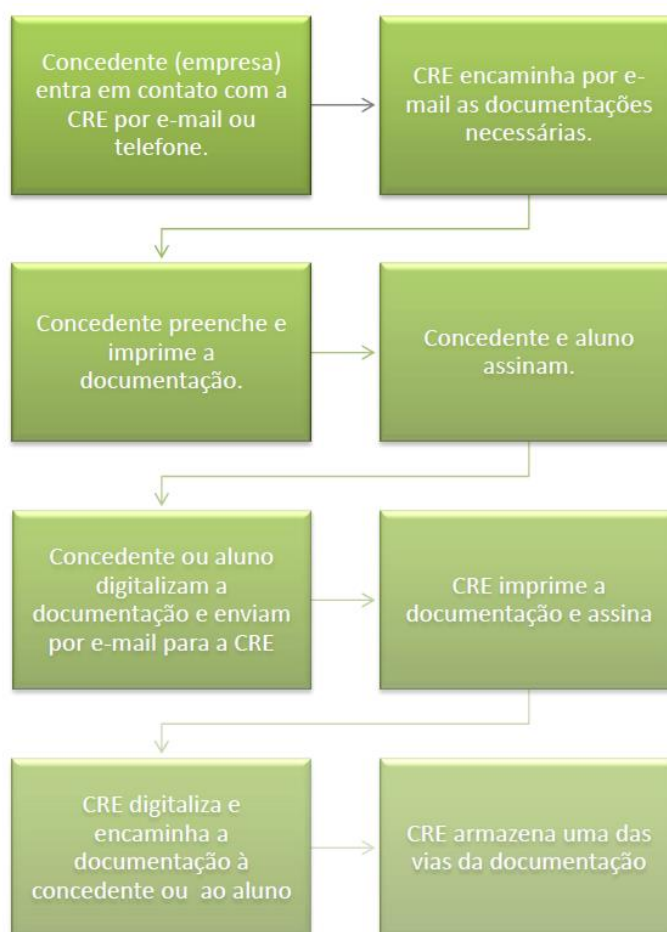 Concedente (empresa)
entra em contato com a
CRE por e-mail ou
telefone.
CRE encaminha por e-
mail as documentações
necessárias.
Concedente preenche e
imprime a
documentação.
Concedente e aluno
assinam.
Concedente ou aluno
digitalizam a
documentação e enviam
por e-mail para a CRE
CRE imprime a
documentação e assina
CRE digitaliza e
encaminha a
documentação à
concedente ou ao aluno
CRE armazena uma das
vias da documentação